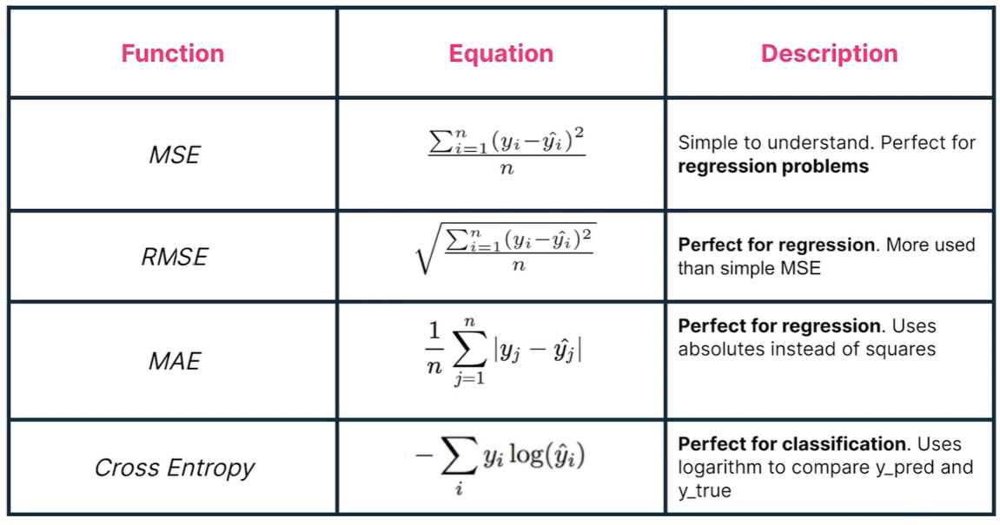 Function Equation Description
MSE
\frac{\sum_{i=1}^{n}(y_i-\hat{y_i})^2}{n}
Simple to understand. Perfect for
regression problems
RMSE
\sqrt{\frac{\sum_{i=1}^{n}(y_i-\hat{y_i})^2}{n}}
Perfect for regression. More used
than simple MSE
MAE
\frac{1}{n}\sum_{j=1}^{n}|y_j-\hat{y_j}|
Perfect for regression. Uses
absolutes instead of squares
Cross Entropy
-\sum_{i}y_i\log(\hat{y}_i)
Perfect for classification. Uses
logarithm to compare y_pred and
y_true